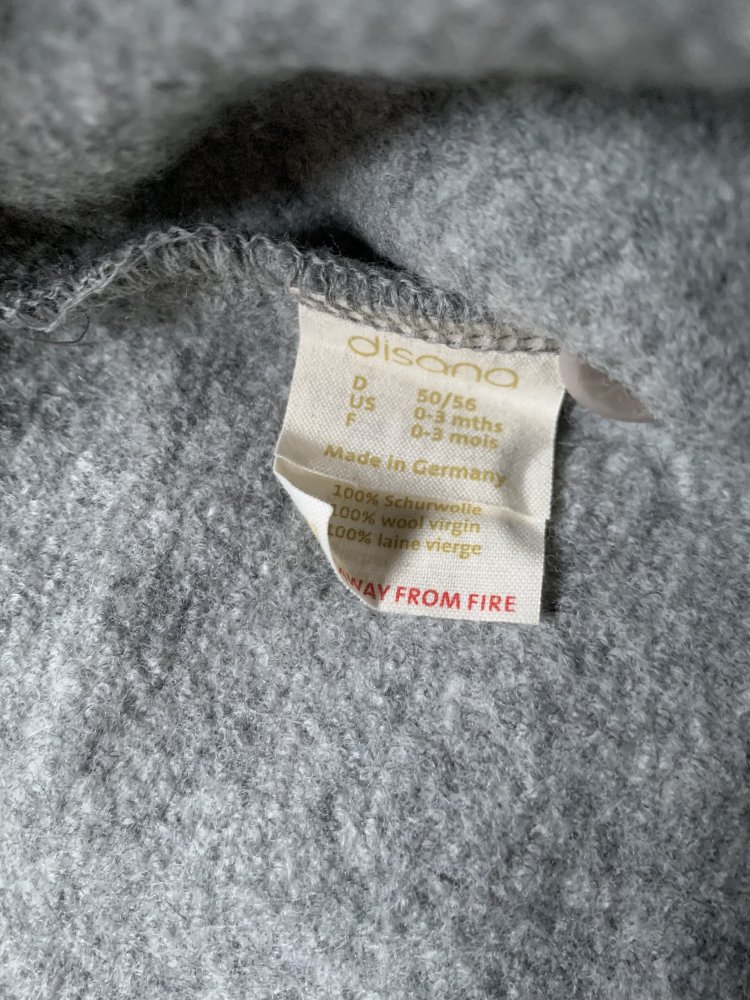 disana
D 50/56
US 0-3 mths
F 0-3 mois
Made in Germany
100% Schurwolle
100% wool virgin
100% laine vierge
AWAY FROM FIRE